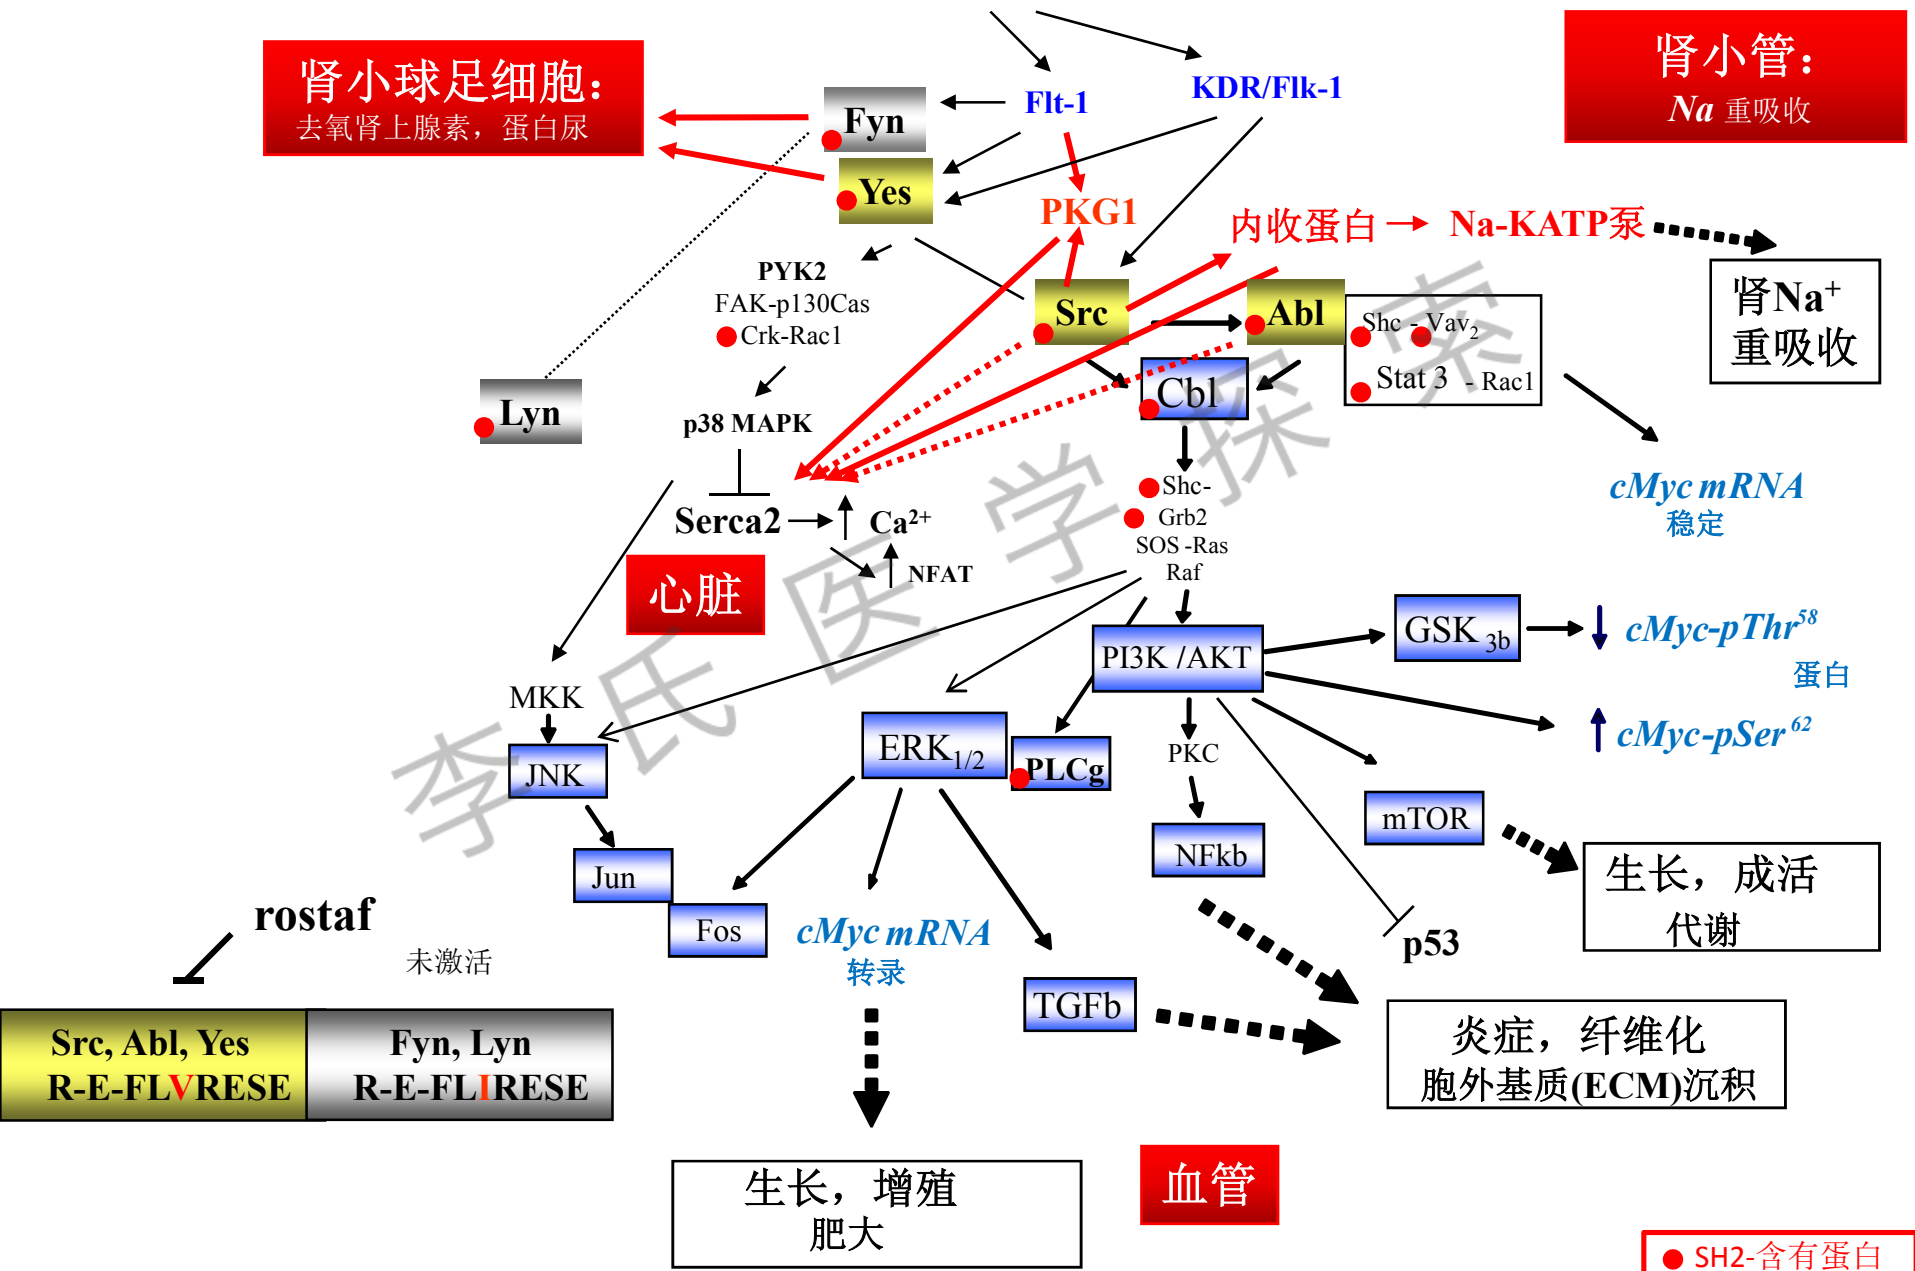 肾小球足细胞：
去氧肾上腺素，蛋白尿
肾小管：
Na 重吸收
KDR/Flk-1
Flt-1
Fyn
Yes
PKG1
内收蛋白
Na-KATP泵
PYK2
FAK-p130Cas
Crk-Rac1
Src
Abl
Shc - Vav2
Stat 3 - Rac1
肾Na+
重吸收
Cbl
Lyn
p38 MAPK
Serca2
Ca2+
NFAT
Shc-
Grb2
SOS -Ras
Raf
cMyc mRNA
稳定
心脏
PI3K /AKT
GSK 3b
cMyc-pThr58
蛋白
cMyc-pSer 62
MKK
JNK
ERK1/2
PLCg
PKC
mTOR
NFkb
Jun
Fos
生长，成活
代谢
rostaf
未激活
cMyc mRNA
转录
p53
TGFb
Src, Abl, Yes
R-E-FLVRESE
Fyn, Lyn
R-E-FLIRESE
炎症，纤维化
胞外基质(ECM)沉积
生长，增殖
肥大
血管
SH2-含有蛋白
李氏医学探索